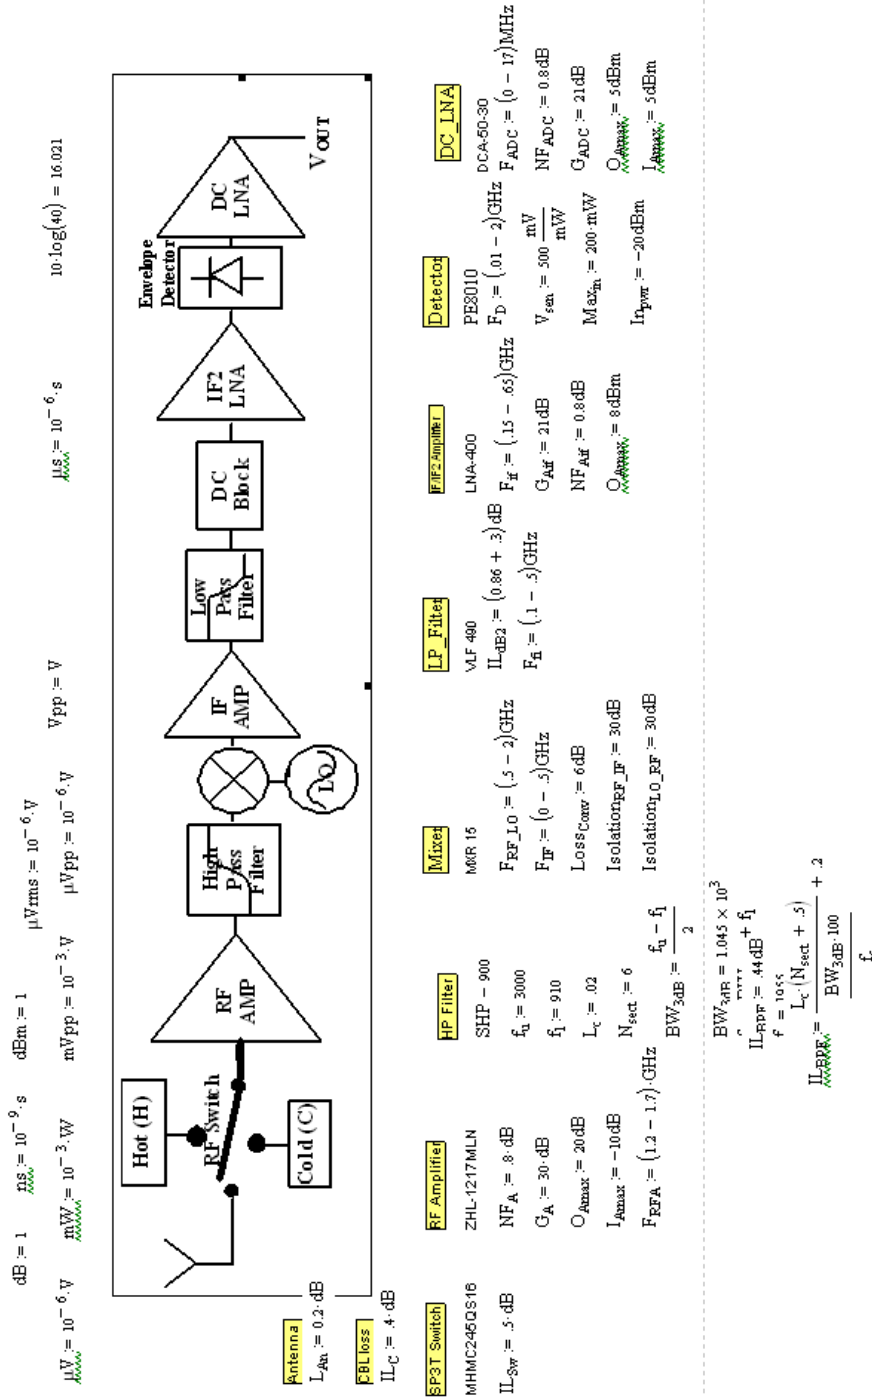 dB := 1 ns := 10⁻⁹·s dBm := 1 μVrms := 10⁻⁶·V 10·log(40) = 16.021
μV := 10⁻⁶·V mW := 10⁻³·W mVpp := 10⁻³·V μVpp := 10⁻⁶·V Vpp := V μs := 10⁻⁶·s
Hot (H)
RF Switch
Cold (C)
RF
AMP
High
Pass
Filter
LO
IF
AMP
Low
Pass
Filter
DC
Block
IF2
LNA
Envelope
Detector
DC
LNA
VOUT
Antenna
L_An := 0.2·dB
CBL loss
IL_C := .4·dB
SP3T Switch
MHMC245QS16
IL_Sw := .5·dB
RF Amplifier
ZHL-1217MLN
NF_A := .8·dB
G_A := 30·dB
O_Amax := 20dB
I_Amax := -10dB
F_RFA := (1.2 - 1.7)·GHz
HP Filter
SHP - 900
f_u := 3000
f_l := 910
L_c := .02
N_sect := 6
BW_3dB := (f_u - f_l)/2
BW_3dB = 1.045 × 10³
IL_BPF := .44dB + f_l
f = 1955
IL_BPF := L_c·(N_sect + .5)/(BW_3dB·100/f_c) + .2
Mixer
MXR 15
F_RF_LO := (.5 - 2)GHz
F_IF := (0 - .5)GHz
Loss_Conv := 6dB
Isolation_RF_IF := 30dB
Isolation_LO_RF := 30dB
LP_Filter
VLF 490
IL_dB2 := (0.86 + .3)dB
F_fi := (.1 - .5)GHz
IF/IF2 Amplifier
LNA-400
F_if := (.15 - .65)GHz
G_Aif := 21dB
NF_Aif := 0.8dB
O_Amax := 8dBm
Detector
PE8010
F_D := (.01 - 2)GHz
V_sen := 500 mV/mW
Max_in := 200·mW
In_pwr := -20dBm
DC_LNA
DCA-50-30
F_ADC := (0 - 17)MHz
NF_ADC := 0.8dB
G_ADC := 21dB
O_Amax := 5dBm
I_Amax := 5dBm